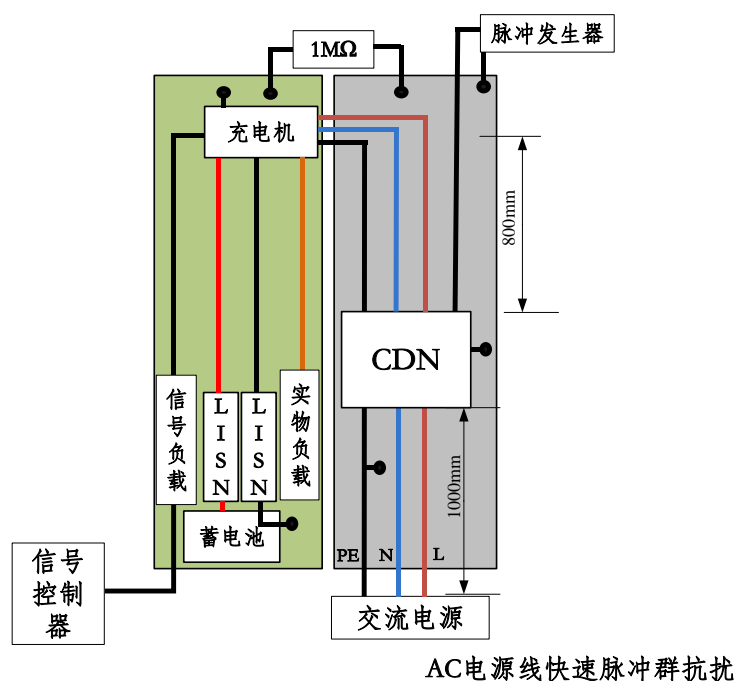 脉冲发生器
1MΩ
充电机
800mm
CDN
信号负载
LISN
LISN
实物负载
1000mm
蓄电池
PE N L
信号
控制
器
交流电源
AC电源线快速脉冲群抗扰